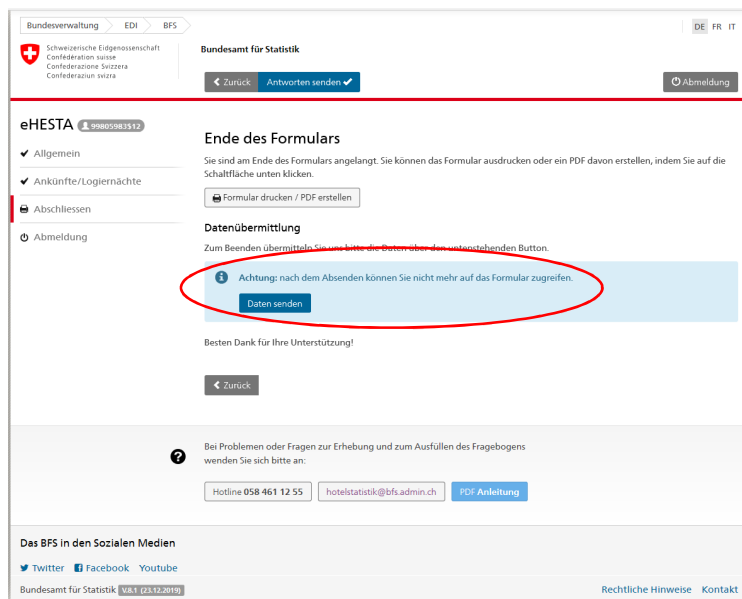 Bundesverwaltung EDI BFS
DE FR IT
Schweizerische Eidgenossenschaft
Confédération suisse
Confederazione Svizzera
Confederaziun svizra
Bundesamt für Statistik
Zurück Antworten senden
Abmeldung
eHESTA 99805983512
Allgemein
Ankünfte/Logiernächte
Abschliessen
Abmeldung
Ende des Formulars
Sie sind am Ende des Formulars angelangt. Sie können das Formular ausdrucken oder ein PDF davon erstellen, indem Sie auf die
Schaltfläche unten klicken.
Formular drucken / PDF erstellen
Datenübermittlung
Zum Beenden übermitteln Sie uns bitte die Daten über den untenstehenden Button.
Achtung: nach dem Absenden können Sie nicht mehr auf das Formular zugreifen.
Daten senden
Besten Dank für Ihre Unterstützung!
Zurück
Bei Problemen oder Fragen zur Erhebung und zum Ausfüllen des Fragebogens
wenden Sie sich bitte an:
Hotline 058 461 12 55 hotelstatistik@bfs.admin.ch PDF Anleitung
Das BFS in den Sozialen Medien
Twitter Facebook Youtube
Bundesamt für Statistik V.8.1 (23.12.2019)
Rechtliche Hinweise Kontakt